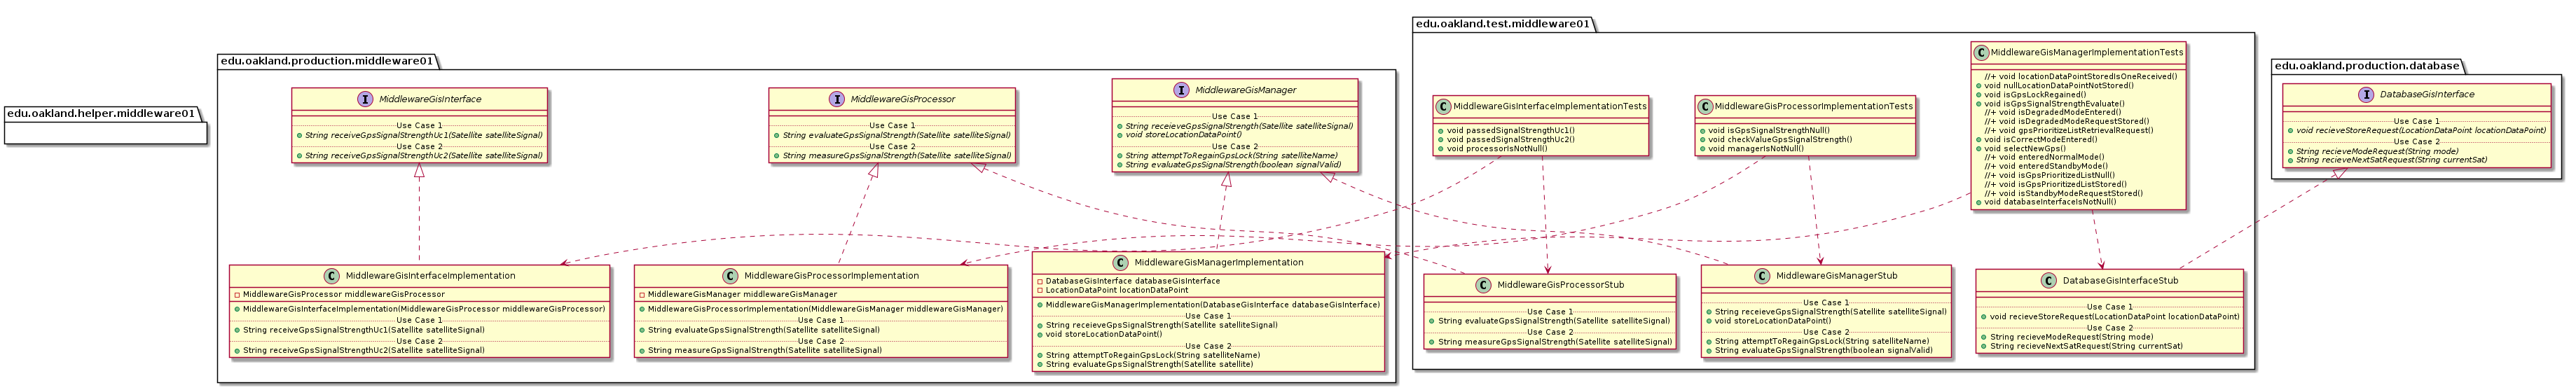 edu.oakland.helper.middleware01
edu.oakland.production.middleware01
MiddlewareGisInterface
Use Case 1
String receiveGpsSignalStrengthUc1(Satellite satelliteSignal)
Use Case 2
String receiveGpsSignalStrengthUc2(Satellite satelliteSignal)
MiddlewareGisProcessor
Use Case 1
String evaluateGpsSignalStrength(Satellite satelliteSignal)
Use Case 2
String measureGpsSignalStrength(Satellite satelliteSignal)
MiddlewareGisManager
Use Case 1
String receieveGpsSignalStrength(Satellite satelliteSignal)
void storeLocationDataPoint()
Use Case 2
String attemptToRegainGpsLock(String satelliteName)
String evaluateGpsSignalStrength(boolean signalValid)
MiddlewareGisInterfaceImplementation
MiddlewareGisProcessor middlewareGisProcessor
MiddlewareGisInterfaceImplementation(MiddlewareGisProcessor middlewareGisProcessor)
Use Case 1
String receiveGpsSignalStrengthUc1(Satellite satelliteSignal)
Use Case 2
String receiveGpsSignalStrengthUc2(Satellite satelliteSignal)
MiddlewareGisProcessorImplementation
MiddlewareGisManager middlewareGisManager
MiddlewareGisProcessorImplementation(MiddlewareGisManager middlewareGisManager)
Use Case 1
String evaluateGpsSignalStrength(Satellite satelliteSignal)
Use Case 2
String measureGpsSignalStrength(Satellite satelliteSignal)
MiddlewareGisManagerImplementation
DatabaseGisInterface databaseGisInterface
LocationDataPoint locationDataPoint
MiddlewareGisManagerImplementation(DatabaseGisInterface databaseGisInterface)
Use Case 1
String receieveGpsSignalStrength(Satellite satelliteSignal)
void storeLocationDataPoint()
Use Case 2
String attemptToRegainGpsLock(String satelliteName)
String evaluateGpsSignalStrength(Satellite satellite)
edu.oakland.test.middleware01
MiddlewareGisInterfaceImplementationTests
void passedSignalStrengthUc1()
void passedSignalStrengthUc2()
void processorIsNotNull()
MiddlewareGisProcessorImplementationTests
void isGpsSignalStrengthNull()
void checkValueGpsSignalStrength()
void managerIsNotNull()
MiddlewareGisManagerImplementationTests
//+ void locationDataPointStoredIsOneReceived()
void nullLocationDataPointNotStored()
void isGpsLockRegained()
void isGpsSignalStrengthEvaluate()
//+ void isDegradedModeEntered()
//+ void isDegradedModeRequestStored()
//+ void gpsPrioritizeListRetrievalRequest()
void isCorrectModeEntered()
void selectNewGps()
//+ void enteredNormalMode()
//+ void enteredStandbyMode()
//+ void isGpsPrioritizedListNull()
//+ void isGpsPrioritizedListStored()
//+ void isStandbyModeRequestStored()
void databaseInterfaceIsNotNull()
MiddlewareGisProcessorStub
Use Case 1
String evaluateGpsSignalStrength(Satellite satelliteSignal)
Use Case 2
String measureGpsSignalStrength(Satellite satelliteSignal)
MiddlewareGisManagerStub
Use Case 1
String receieveGpsSignalStrength(Satellite satelliteSignal)
void storeLocationDataPoint()
Use Case 2
String attemptToRegainGpsLock(String satelliteName)
String evaluateGpsSignalStrength(boolean signalValid)
DatabaseGisInterfaceStub
Use Case 1
void recieveStoreRequest(LocationDataPoint locationDataPoint)
Use Case 2
String recieveModeRequest(String mode)
String recieveNextSatRequest(String currentSat)
edu.oakland.production.database
DatabaseGisInterface
Use Case 1
void recieveStoreRequest(LocationDataPoint locationDataPoint)
Use Case 2
String recieveModeRequest(String mode)
String recieveNextSatRequest(String currentSat)